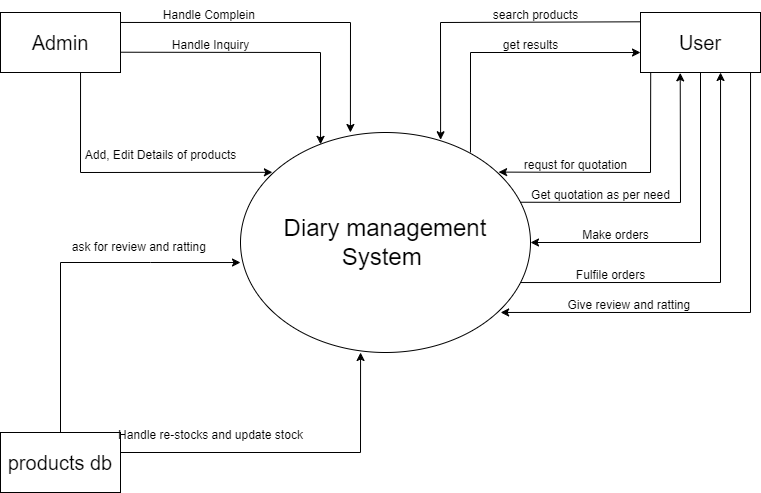 Handle Complein
Admin
Handle Inquiry
search products
get results
User
Add, Edit Details of products
requst for quotation
Get quotation as per need
Diary management
System
Make orders
ask for review and ratting
Fulfile orders
Give review and ratting
Handle re-stocks and update stock
products db